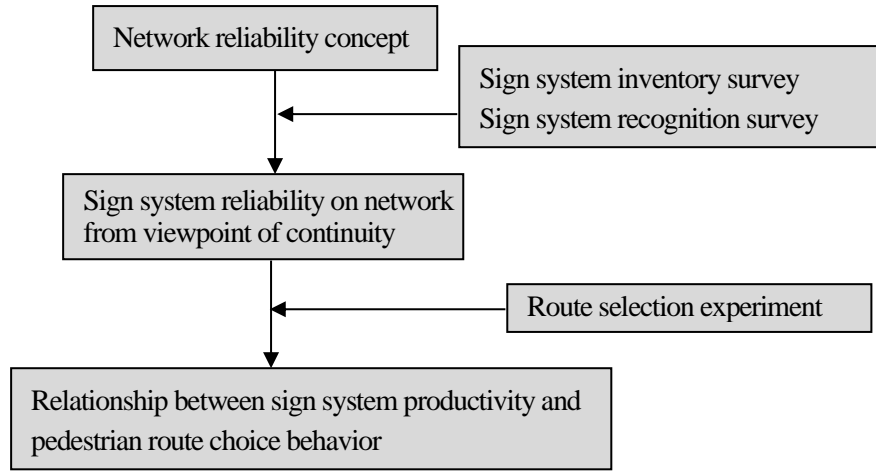 Network reliability concept
Sign system inventory survey
Sign system recognition survey
Sign system reliability on network
from viewpoint of continuity
Route selection experiment
Relationship between sign system productivity and
pedestrian route choice behavior